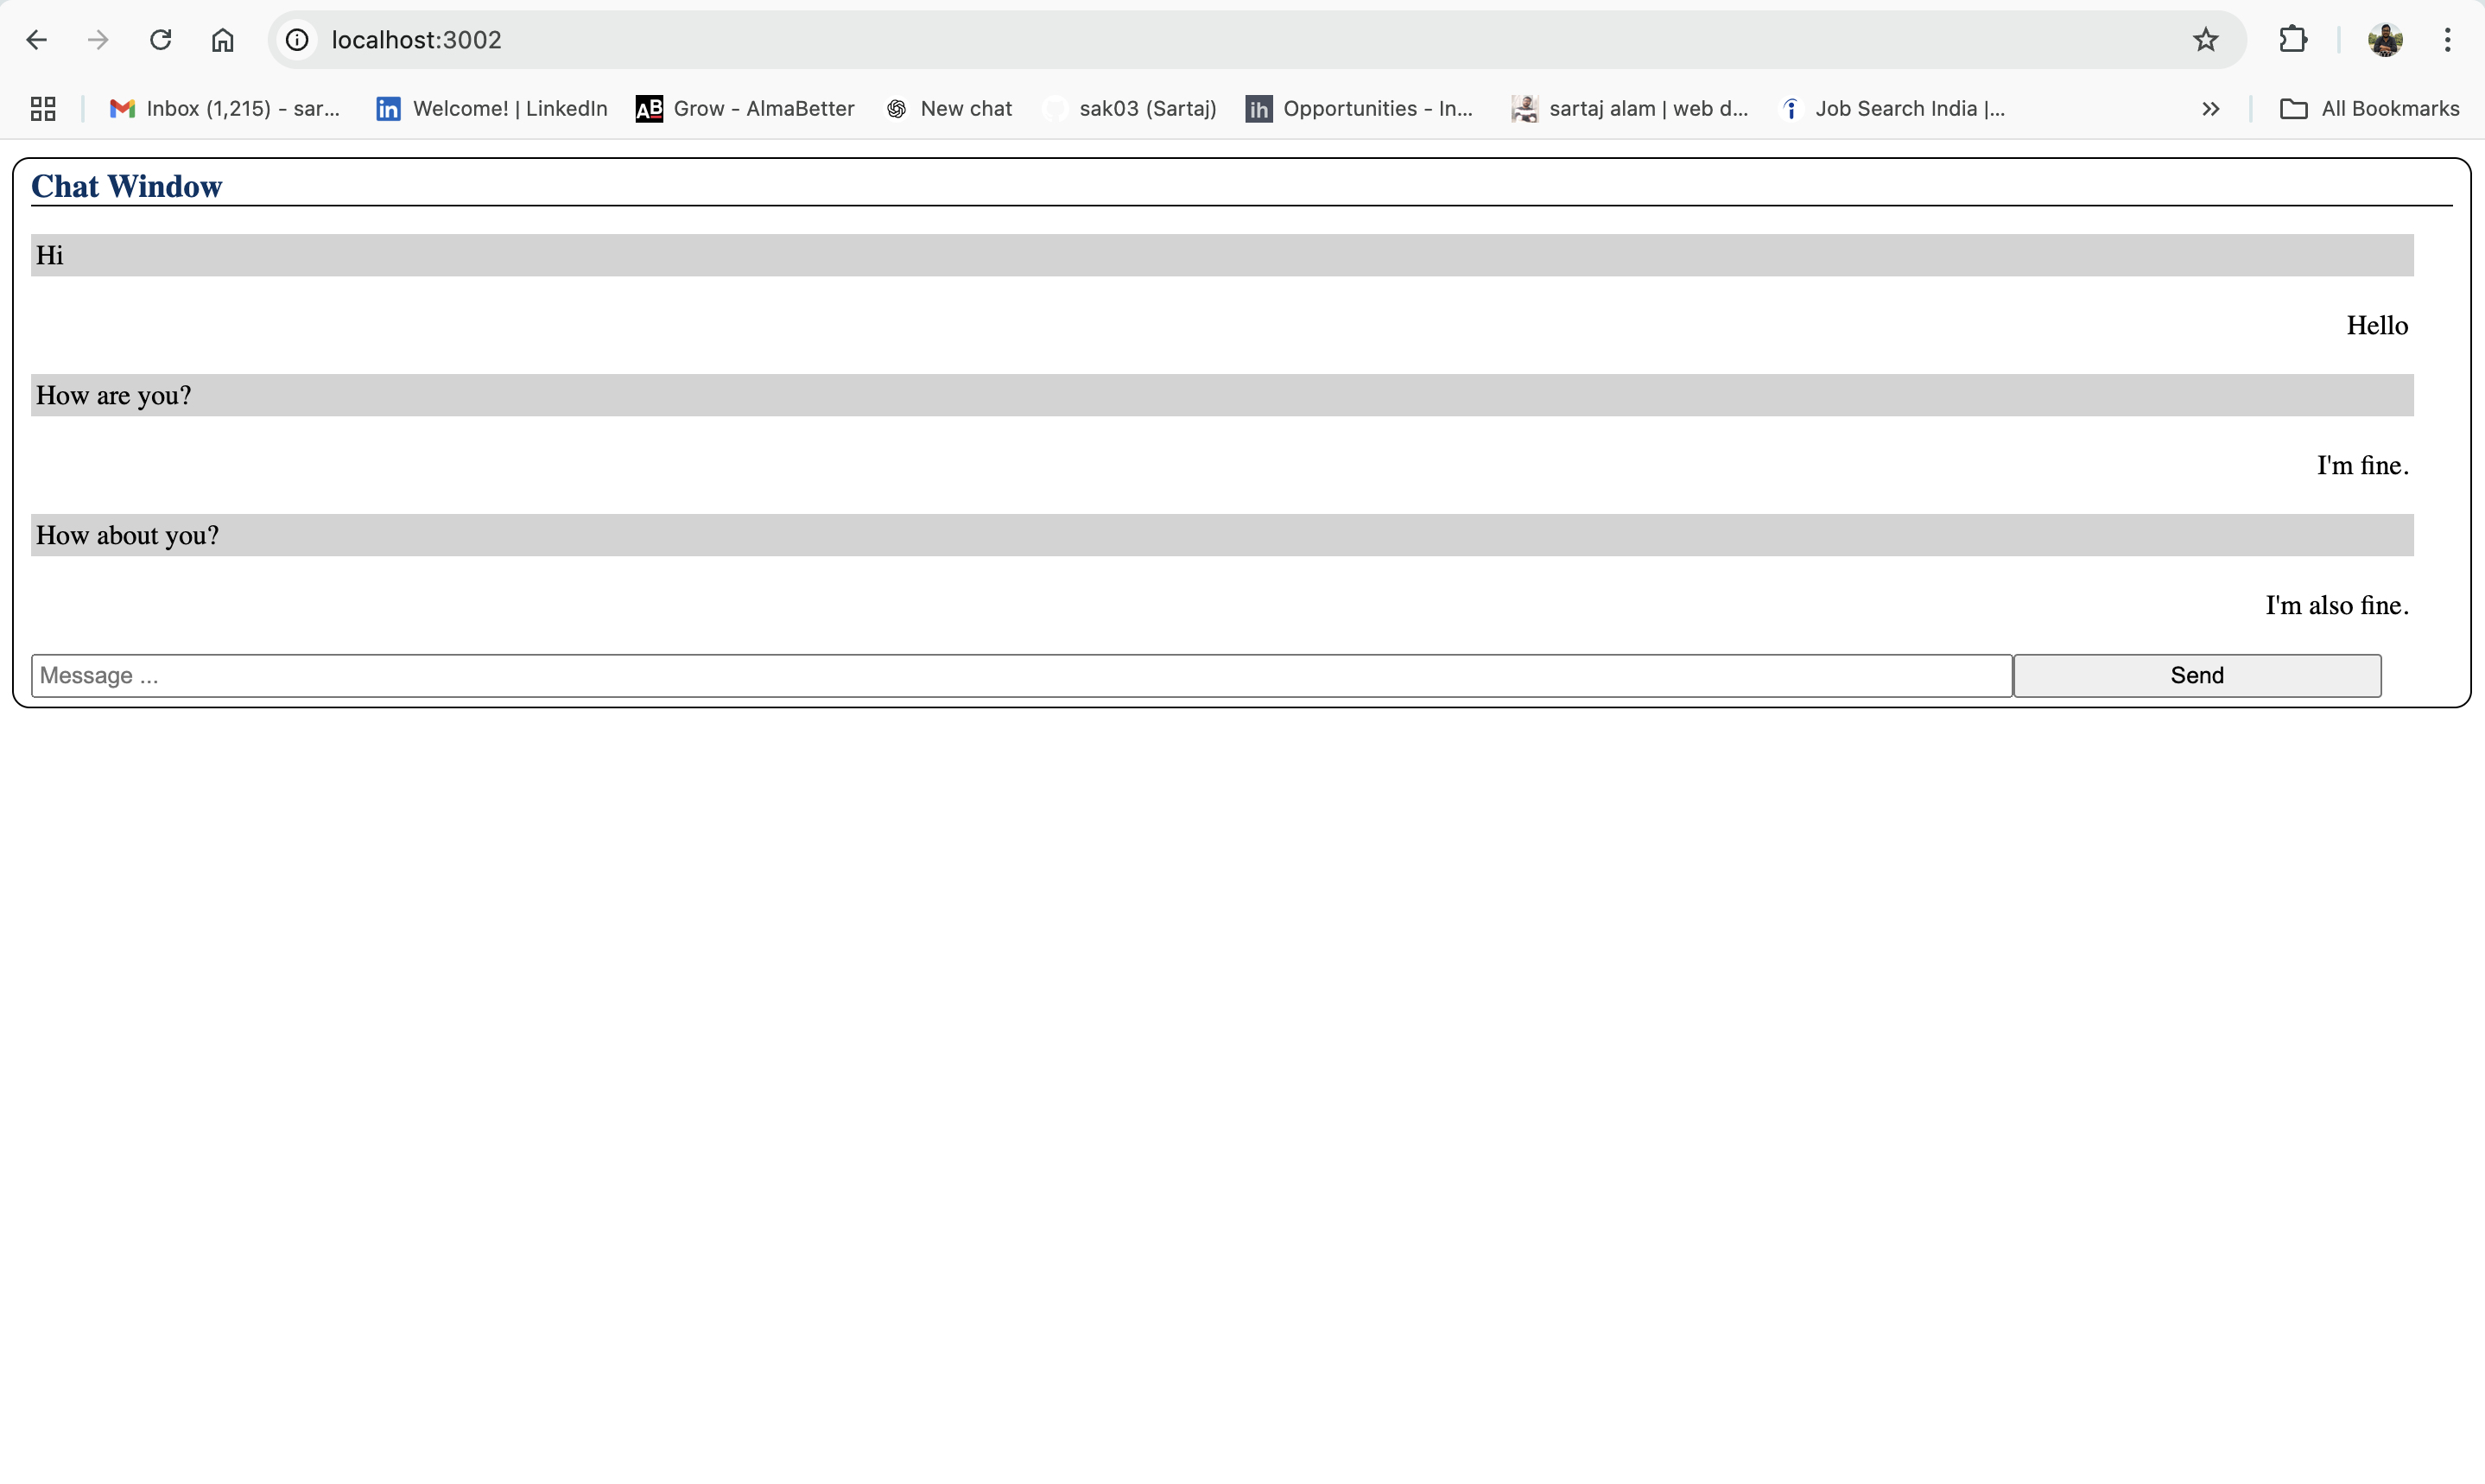 localhost:3002
Inbox (1,215) - sar...
Welcome! | LinkedIn
AB Grow - AlmaBetter
New chat
sak03 (Sartaj)
ih Opportunities - In...
sartaj alam | web d...
Job Search India |...
All Bookmarks
Chat Window
Hi
Hello
How are you?
I'm fine.
How about you?
I'm also fine.
Message ...
Send